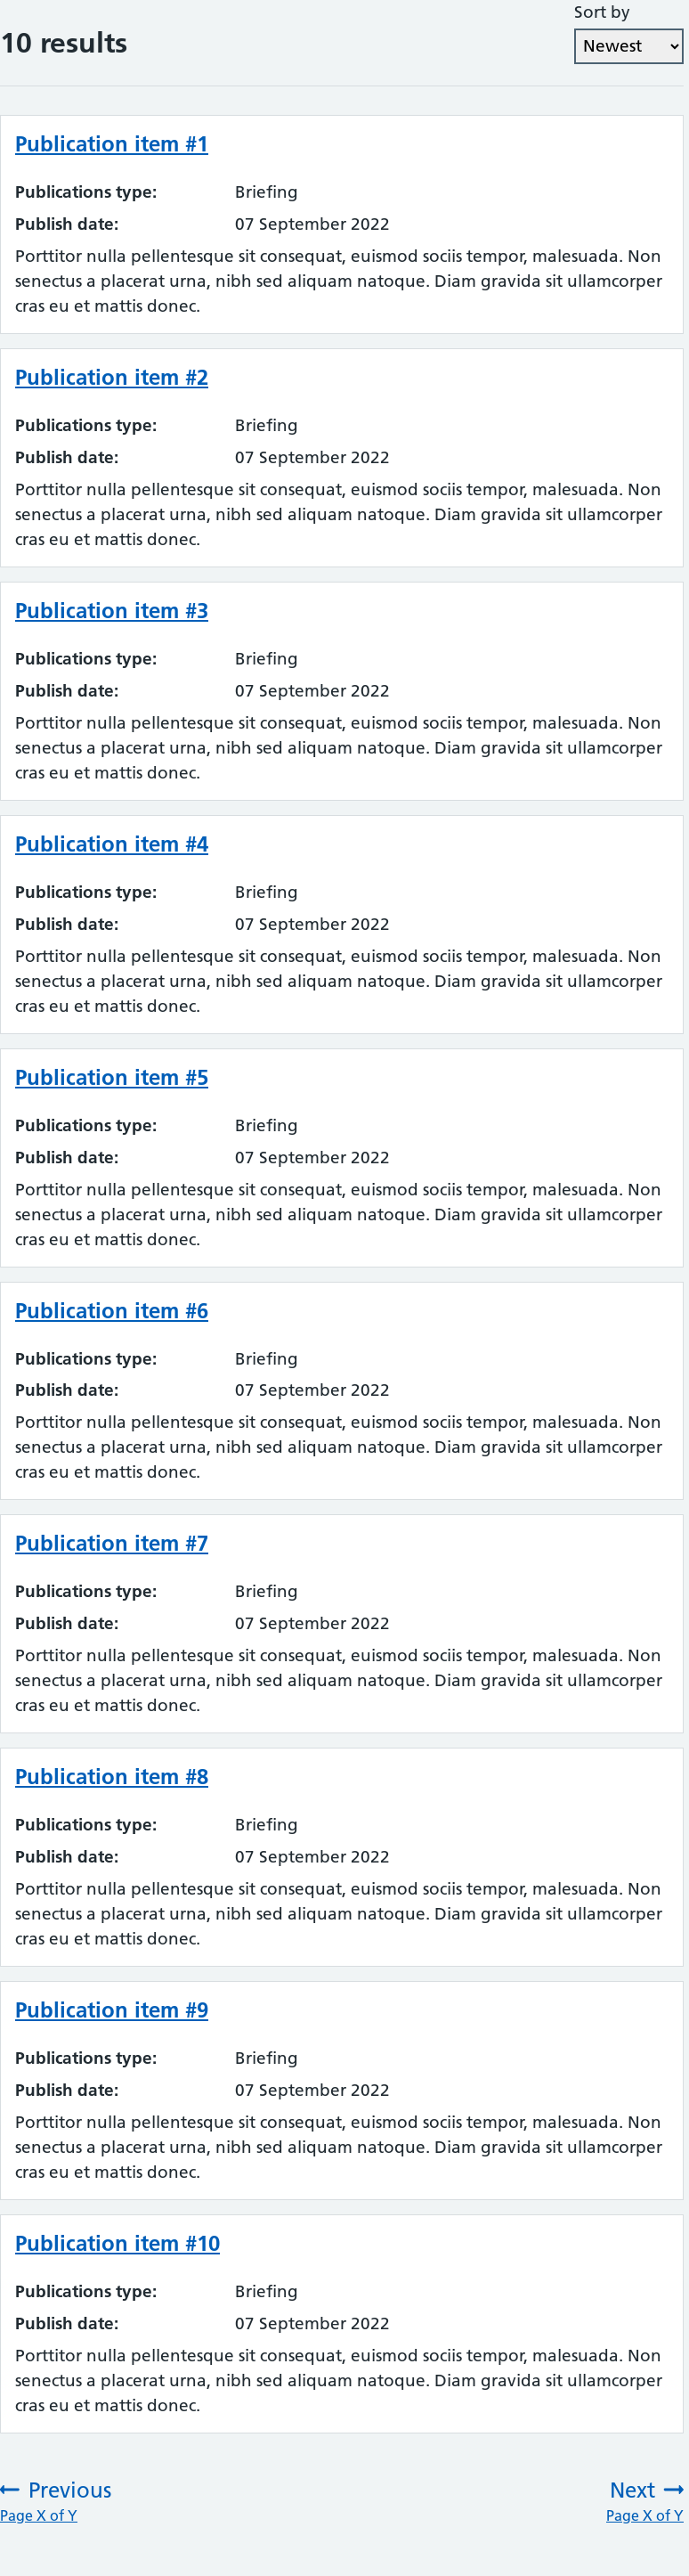 Sort by
10 results
Newest
Publication item #1
Publications type: Briefing
Publish date: 07 September 2022
Porttitor nulla pellentesque sit consequat, euismod sociis tempor, malesuada. Non
senectus a placerat urna, nibh sed aliquam natoque. Diam gravida sit ullamcorper
cras eu et mattis donec.
Publication item #2
Publications type: Briefing
Publish date: 07 September 2022
Porttitor nulla pellentesque sit consequat, euismod sociis tempor, malesuada. Non
senectus a placerat urna, nibh sed aliquam natoque. Diam gravida sit ullamcorper
cras eu et mattis donec.
Publication item #3
Publications type: Briefing
Publish date: 07 September 2022
Porttitor nulla pellentesque sit consequat, euismod sociis tempor, malesuada. Non
senectus a placerat urna, nibh sed aliquam natoque. Diam gravida sit ullamcorper
cras eu et mattis donec.
Publication item #4
Publications type: Briefing
Publish date: 07 September 2022
Porttitor nulla pellentesque sit consequat, euismod sociis tempor, malesuada. Non
senectus a placerat urna, nibh sed aliquam natoque. Diam gravida sit ullamcorper
cras eu et mattis donec.
Publication item #5
Publications type: Briefing
Publish date: 07 September 2022
Porttitor nulla pellentesque sit consequat, euismod sociis tempor, malesuada. Non
senectus a placerat urna, nibh sed aliquam natoque. Diam gravida sit ullamcorper
cras eu et mattis donec.
Publication item #6
Publications type: Briefing
Publish date: 07 September 2022
Porttitor nulla pellentesque sit consequat, euismod sociis tempor, malesuada. Non
senectus a placerat urna, nibh sed aliquam natoque. Diam gravida sit ullamcorper
cras eu et mattis donec.
Publication item #7
Publications type: Briefing
Publish date: 07 September 2022
Porttitor nulla pellentesque sit consequat, euismod sociis tempor, malesuada. Non
senectus a placerat urna, nibh sed aliquam natoque. Diam gravida sit ullamcorper
cras eu et mattis donec.
Publication item #8
Publications type: Briefing
Publish date: 07 September 2022
Porttitor nulla pellentesque sit consequat, euismod sociis tempor, malesuada. Non
senectus a placerat urna, nibh sed aliquam natoque. Diam gravida sit ullamcorper
cras eu et mattis donec.
Publication item #9
Publications type: Briefing
Publish date: 07 September 2022
Porttitor nulla pellentesque sit consequat, euismod sociis tempor, malesuada. Non
senectus a placerat urna, nibh sed aliquam natoque. Diam gravida sit ullamcorper
cras eu et mattis donec.
Publication item #10
Publications type: Briefing
Publish date: 07 September 2022
Porttitor nulla pellentesque sit consequat, euismod sociis tempor, malesuada. Non
senectus a placerat urna, nibh sed aliquam natoque. Diam gravida sit ullamcorper
cras eu et mattis donec.
Previous Next
Page X of Y Page X of Y